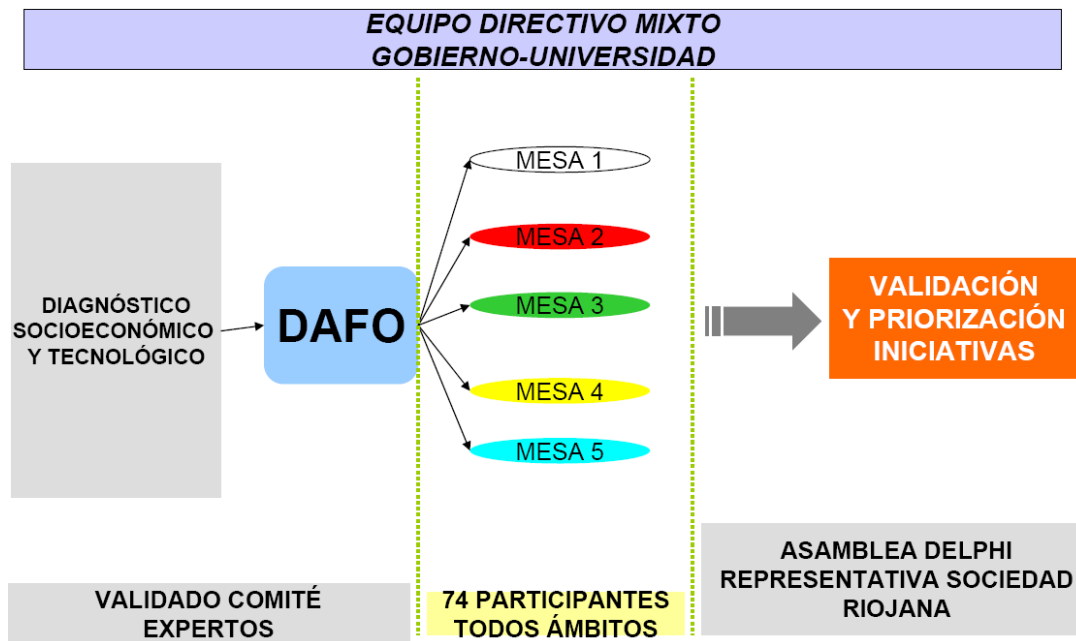 EQUIPO DIRECTIVO MIXTO
GOBIERNO-UNIVERSIDAD
DIAGNÓSTICO
SOCIOECONÓMICO
Y TECNOLÓGICO
DAFO
MESA 1
MESA 2
MESA 3
MESA 4
MESA 5
VALIDACIÓN
Y PRIORIZACIÓN
INICIATIVAS
VALIDADO COMITÉ
EXPERTOS
74 PARTICIPANTES
TODOS ÁMBITOS
ASAMBLEA DELPHI
REPRESENTATIVA SOCIEDAD
RIOJANA